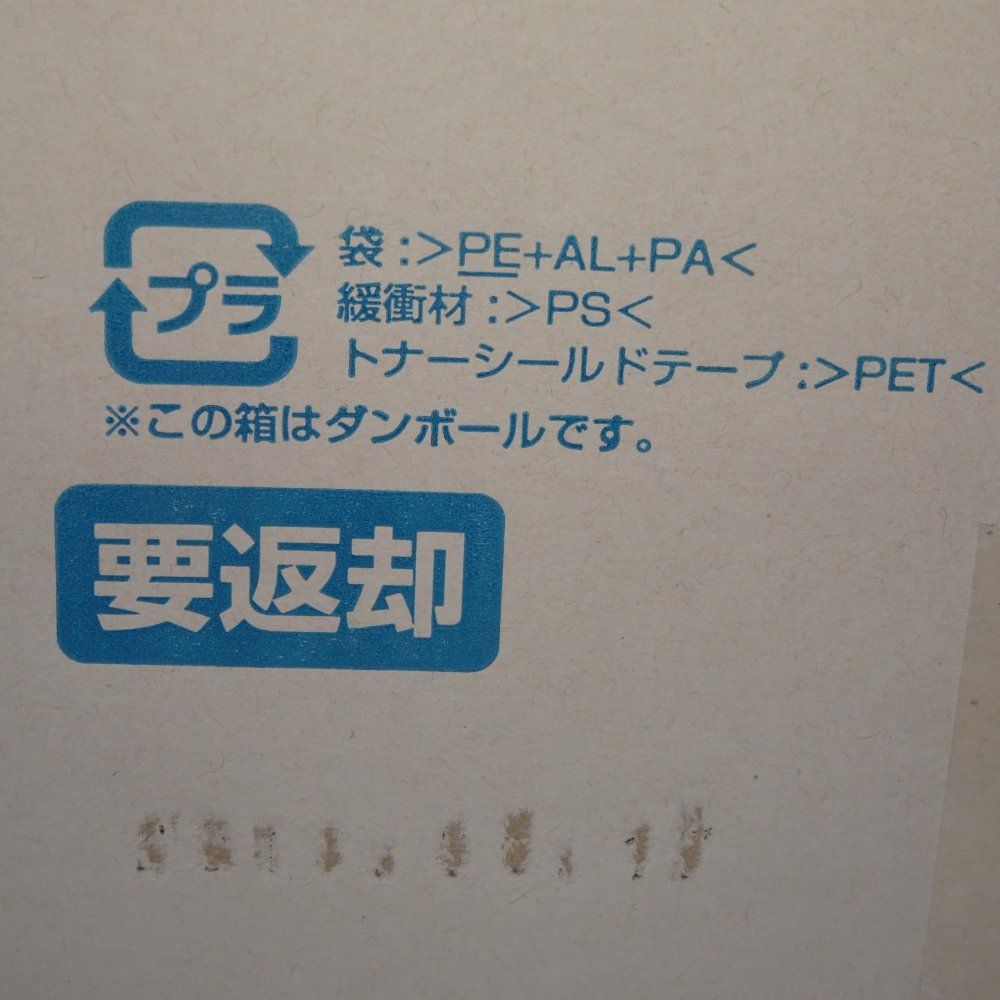 プラ
袋:>PE+AL+PA<
緩衝材:>PS<
トナーシールドテープ:>PET<
※この箱はダンボールです。
要返却